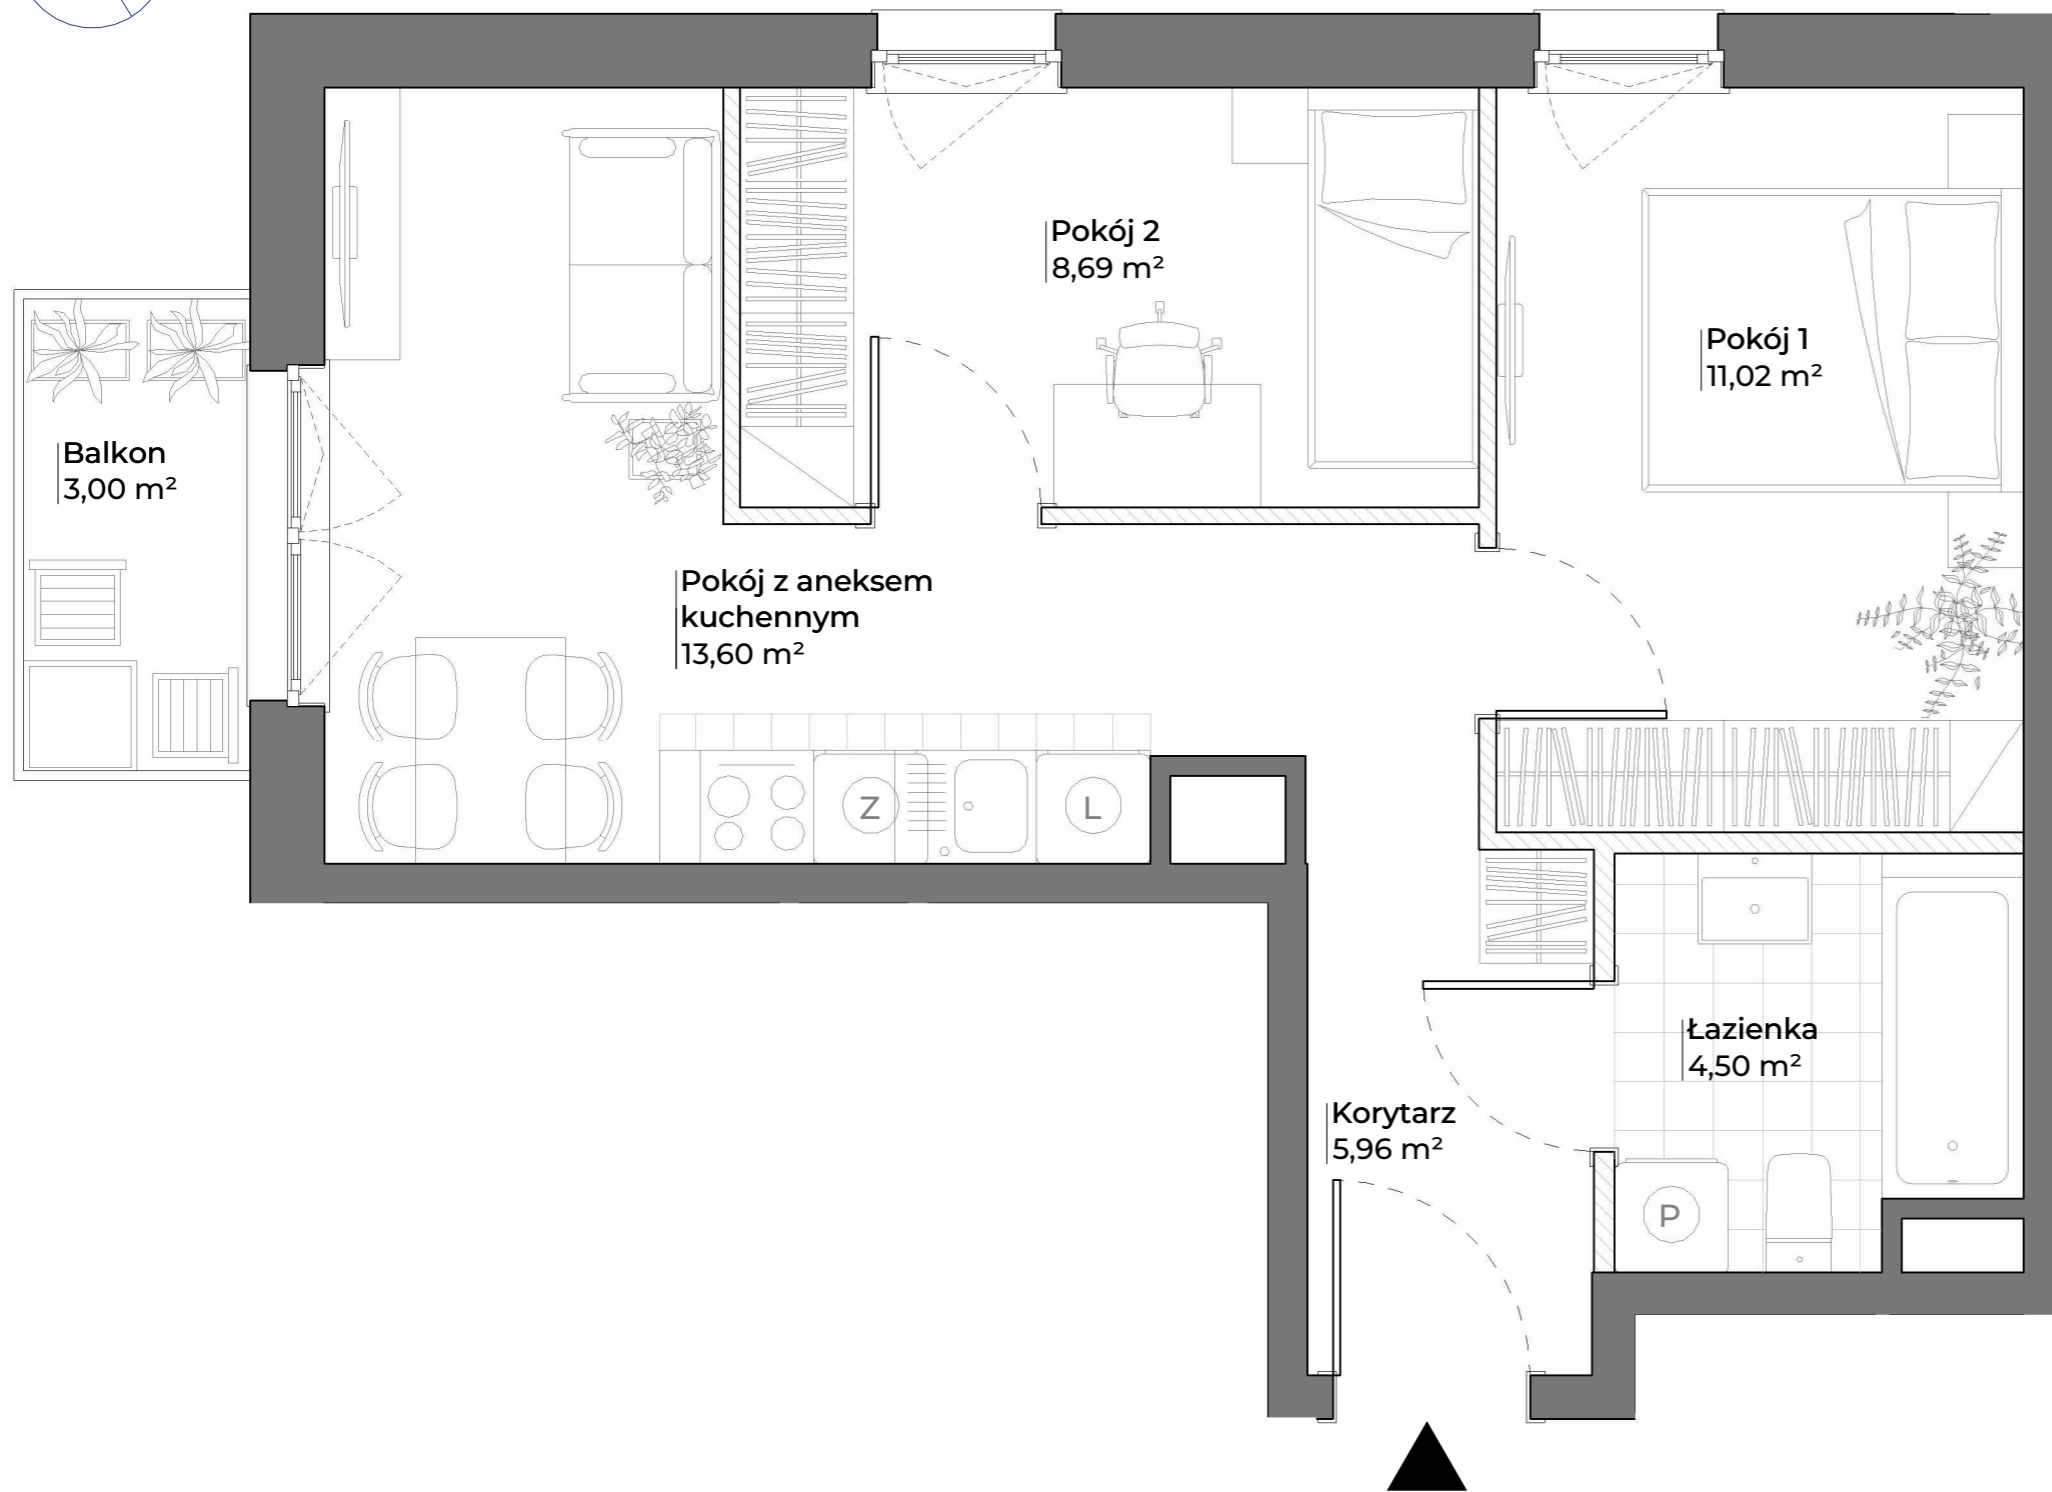 Pokój 2
8,69 m²
Pokój 1
11,02 m²
Balkon
3,00 m²
Pokój z aneksem
kuchennym
13,60 m²
Z
L
Łazienka
4,50 m²
Korytarz
5,96 m²
P